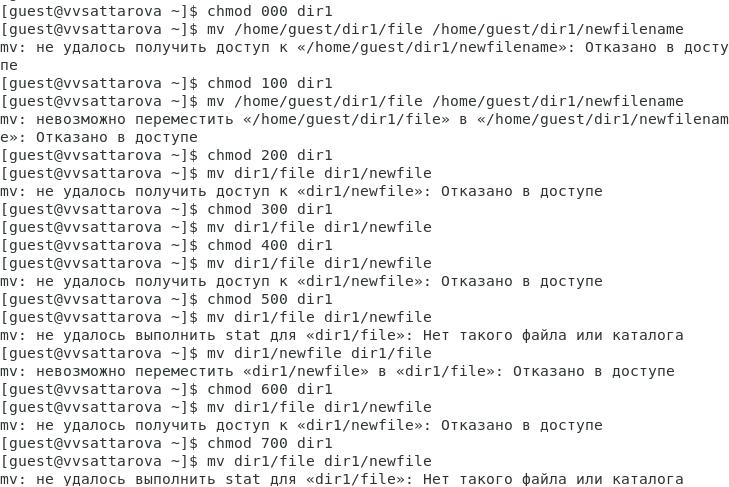 [guest@vvsattarova ~]$ chmod 000 dir1
[guest@vvsattarova ~]$ mv /home/guest/dir1/file /home/guest/dir1/newfilename
mv: не удалось получить доступ к «/home/guest/dir1/newfilename»: Отказано в досту
пе
[guest@vvsattarova ~]$ chmod 100 dir1
[guest@vvsattarova ~]$ mv /home/guest/dir1/file /home/guest/dir1/newfilename
mv: невозможно переместить «/home/guest/dir1/file» в «/home/guest/dir1/newfilenam
e»: Отказано в доступе
[guest@vvsattarova ~]$ chmod 200 dir1
[guest@vvsattarova ~]$ mv dir1/file dir1/newfile
mv: не удалось получить доступ к «dir1/newfile»: Отказано в доступе
[guest@vvsattarova ~]$ chmod 300 dir1
[guest@vvsattarova ~]$ mv dir1/file dir1/newfile
[guest@vvsattarova ~]$ chmod 400 dir1
[guest@vvsattarova ~]$ mv dir1/file dir1/newfile
mv: не удалось получить доступ к «dir1/newfile»: Отказано в доступе
[guest@vvsattarova ~]$ chmod 500 dir1
[guest@vvsattarova ~]$ mv dir1/file dir1/newfile
mv: не удалось выполнить stat для «dir1/file»: Нет такого файла или каталога
[guest@vvsattarova ~]$ mv dir1/newfile dir1/file
mv: невозможно переместить «dir1/newfile» в «dir1/file»: Отказано в доступе
[guest@vvsattarova ~]$ chmod 600 dir1
[guest@vvsattarova ~]$ mv dir1/file dir1/newfile
mv: не удалось получить доступ к «dir1/newfile»: Отказано в доступе
[guest@vvsattarova ~]$ chmod 700 dir1
[guest@vvsattarova ~]$ mv dir1/file dir1/newfile
mv: не удалось выполнить stat для «dir1/file»: Нет такого файла или каталога